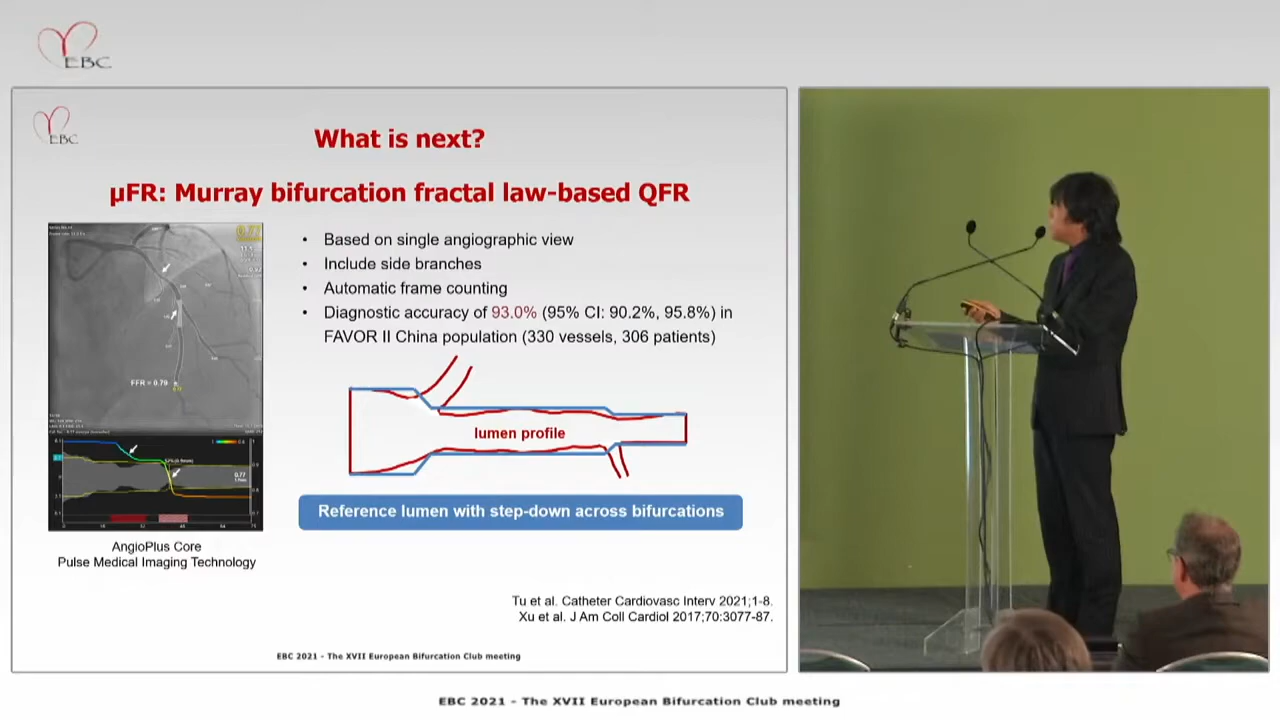 EBC
EBC
What is next?
µFR: Murray bifurcation fractal law-based QFR
• Based on single angiographic view
• Include side branches
• Automatic frame counting
• Diagnostic accuracy of 93.0% (95% CI: 90.2%, 95.8%) in
FAVOR II China population (330 vessels, 306 patients)
FFR = 0.79
lumen profile
0.77
Reference lumen with step-down across bifurcations
AngioPlus Core
Pulse Medical Imaging Technology
Tu et al. Catheter Cardiovasc Interv 2021;1-8.
Xu et al. J Am Coll Cardiol 2017;70:3077-87.
EBC 2021 - The XVII European Bifurcation Club meeting
EBC 2021 - The XVII European Bifurcation Club meeting